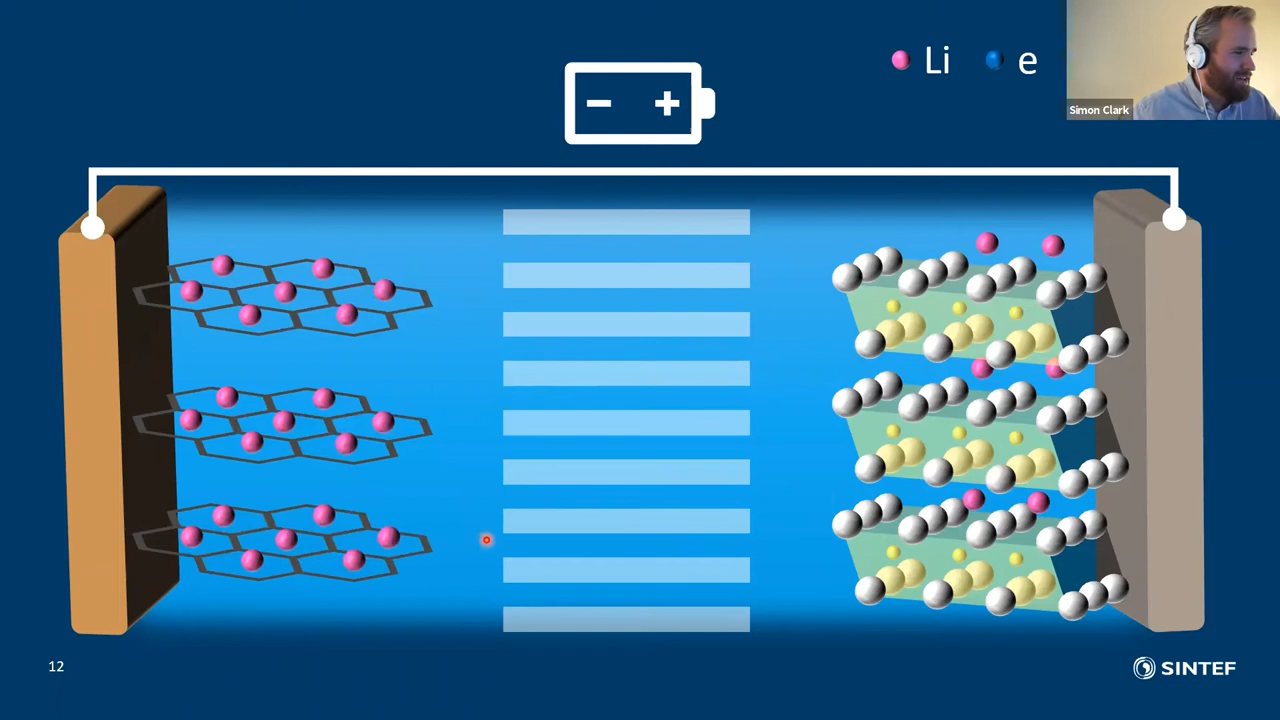 Li e
Simon Clark
− +
12
SINTEF